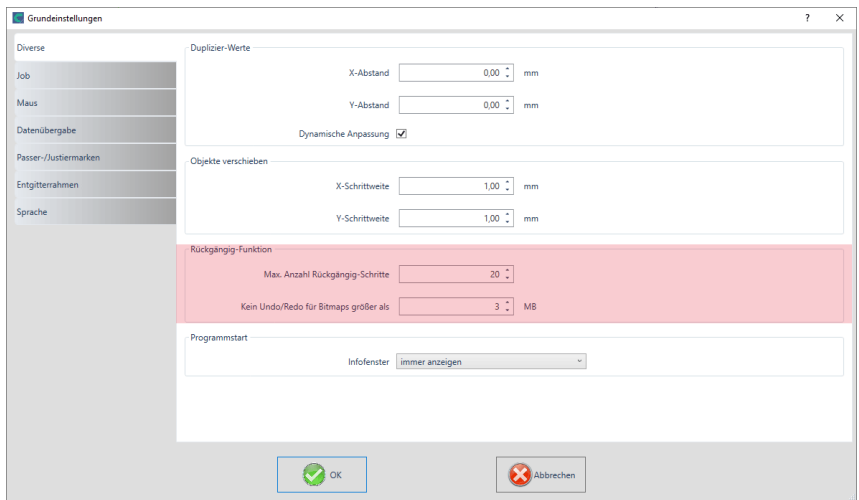 Grundeinstellungen ? ×
Diverse
Job
Maus
Datenübergabe
Passer-/Justiermarken
Entgitterrahmen
Sprache
Duplizier-Werte
X-Abstand 0,00 mm
Y-Abstand 0,00 mm
Dynamische Anpassung
Objekte verschieben
X-Schrittweite 1,00 mm
Y-Schrittweite 1,00 mm
Rückgängig-Funktion
Max. Anzahl Rückgängig-Schritte 20
Kein Undo/Redo für Bitmaps größer als 3 MB
Programmstart
Infofenster immer anzeigen
OK Abbrechen